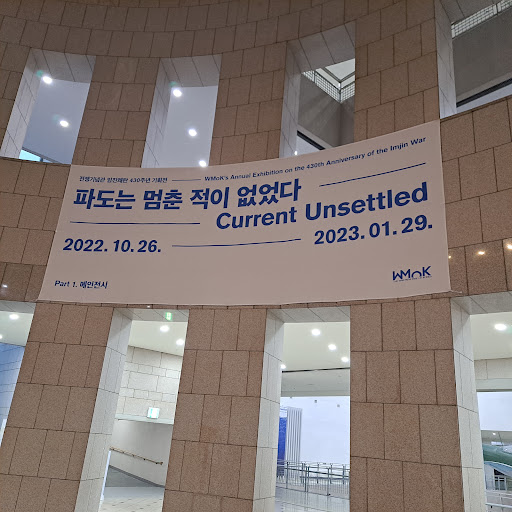 전쟁기념관 임진왜란 430주년 기획전
WMoK's Annual Exhibition on the 430th Anniversary of the Imjin War
파도는 멈춘 적이 없었다
Current Unsettled
2022. 10. 26.
2023. 01. 29.
Part 1. 메인전시
WMoK